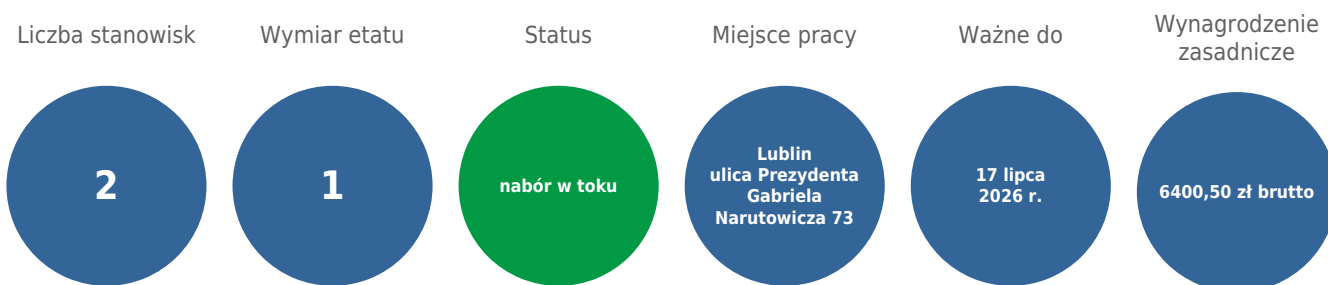 Liczba stanowisk
2
Wymiar etatu
1
Status
nabór w toku
Miejsce pracy
Lublin
ulica Prezydenta
Gabriela
Narutowicza 73
Ważne do
17 lipca
2026 r.
Wynagrodzenie
zasadnicze
6400,50 zł brutto